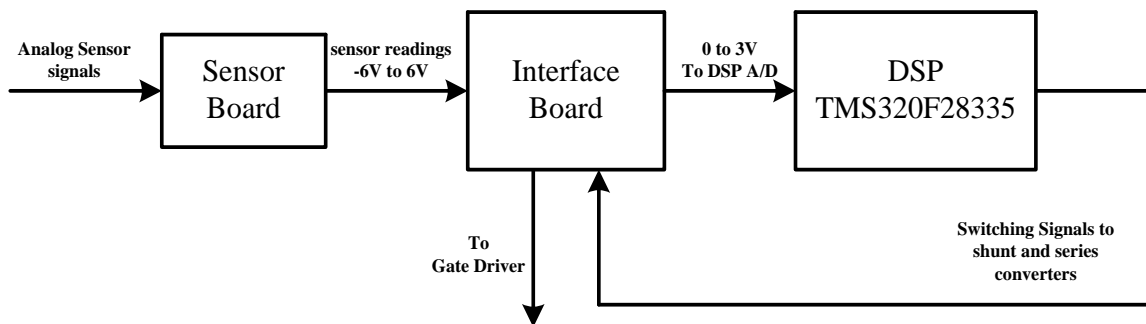 Analog Sensor
signals
Sensor
Board
sensor readings
-6V to 6V
Interface
Board
0 to 3V
To DSP A/D
DSP
TMS320F28335
To
Gate Driver
Switching Signals to
shunt and series
converters